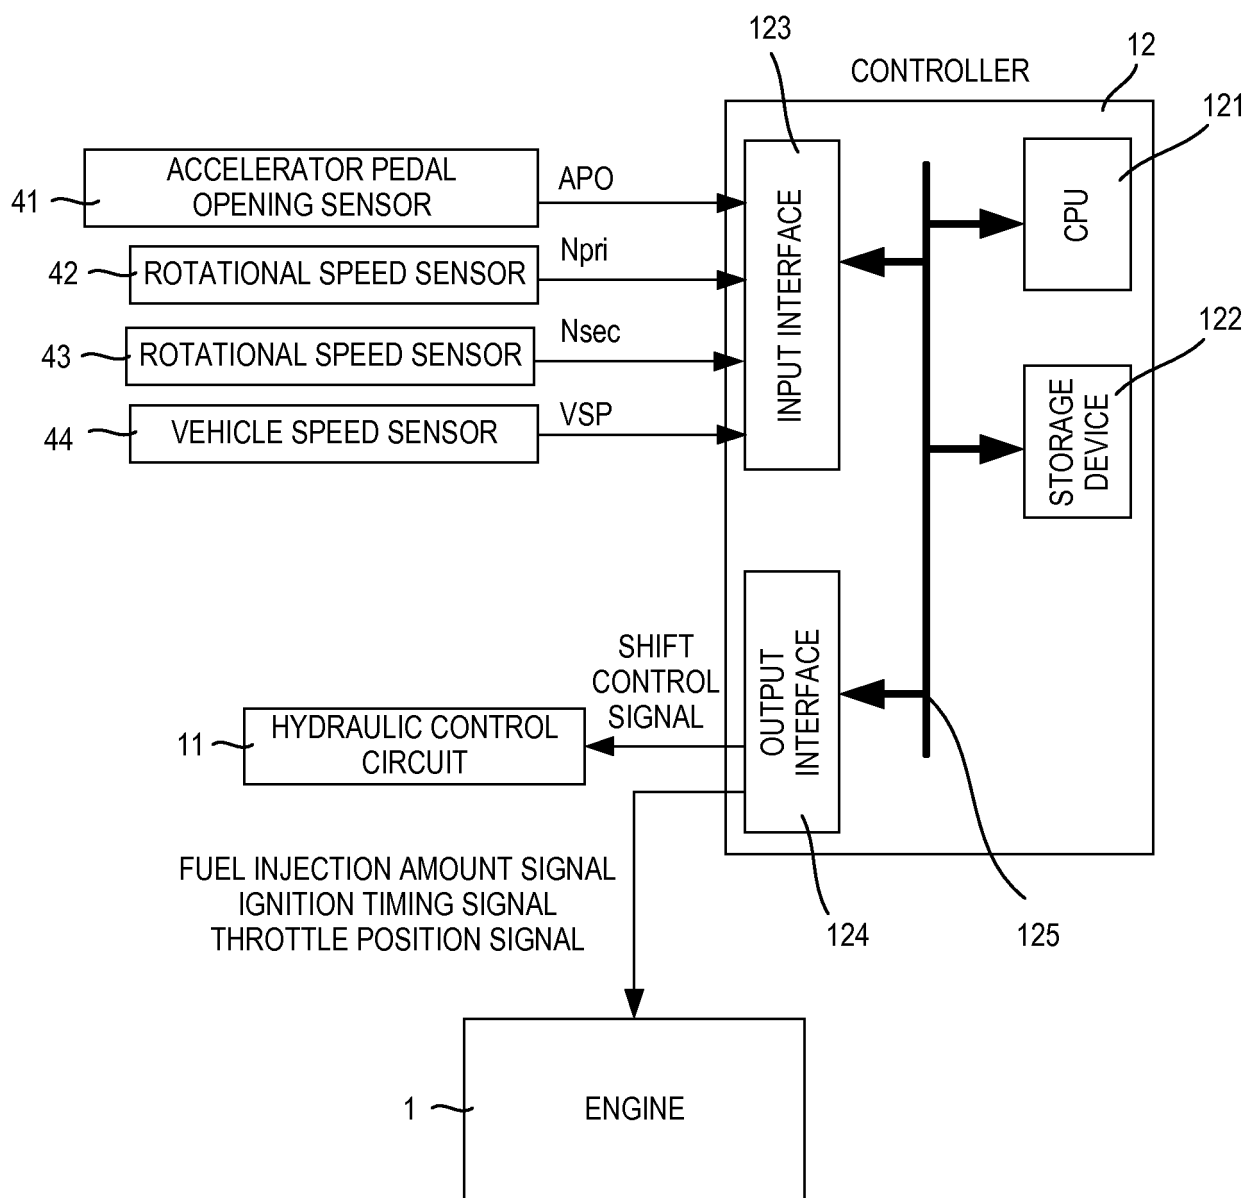 123
12
CONTROLLER
121
ACCELERATOR PEDAL
OPENING SENSOR
41
APO
INPUT INTERFACE
CPU
42
ROTATIONAL SPEED SENSOR
Npri
43
ROTATIONAL SPEED SENSOR
Nsec
122
44
VEHICLE SPEED SENSOR
VSP
STORAGE
DEVICE
SHIFT
CONTROL
SIGNAL
OUTPUT
INTERFACE
11
HYDRAULIC CONTROL
CIRCUIT
FUEL INJECTION AMOUNT SIGNAL
IGNITION TIMING SIGNAL
THROTTLE POSITION SIGNAL
124
125
1
ENGINE